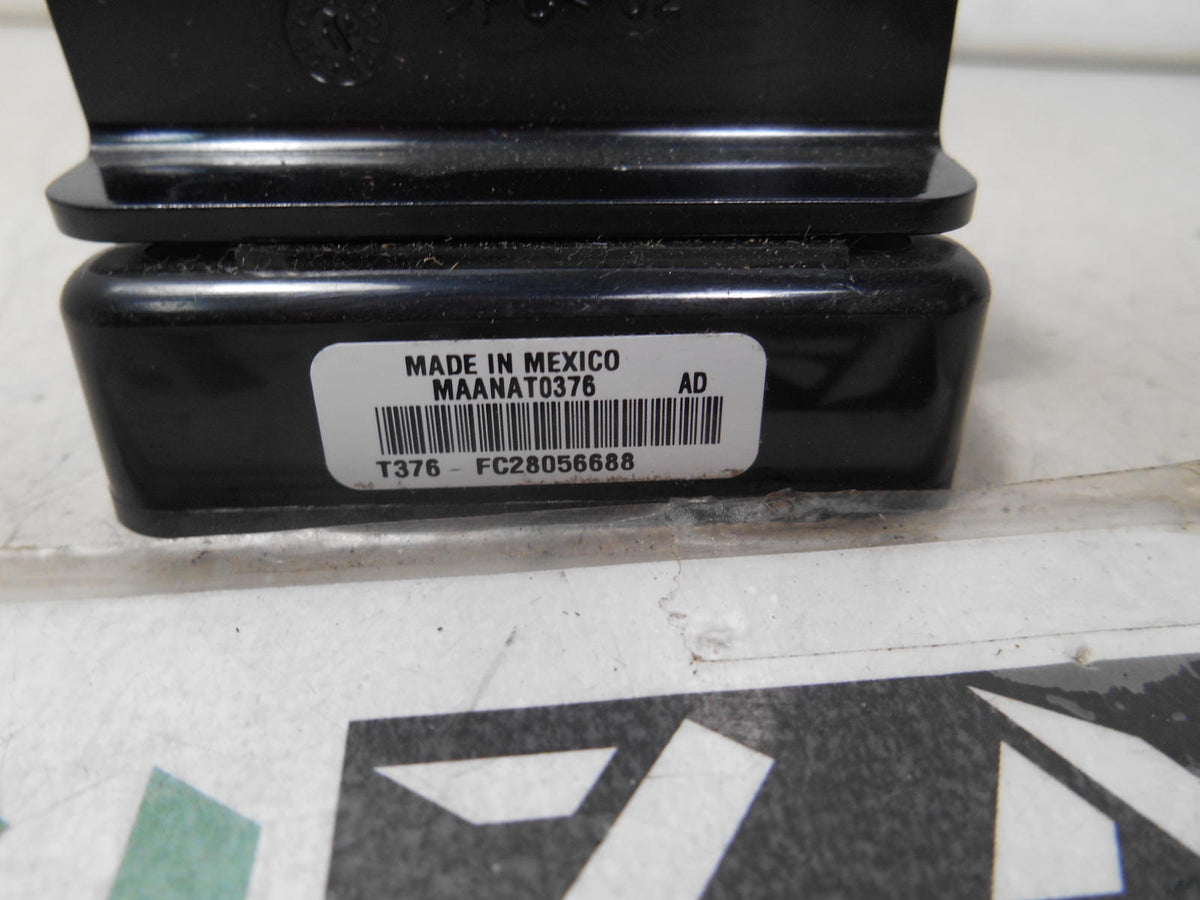 MADE IN MEXICO
MAANAT0376 AD
T376 - FC28056688